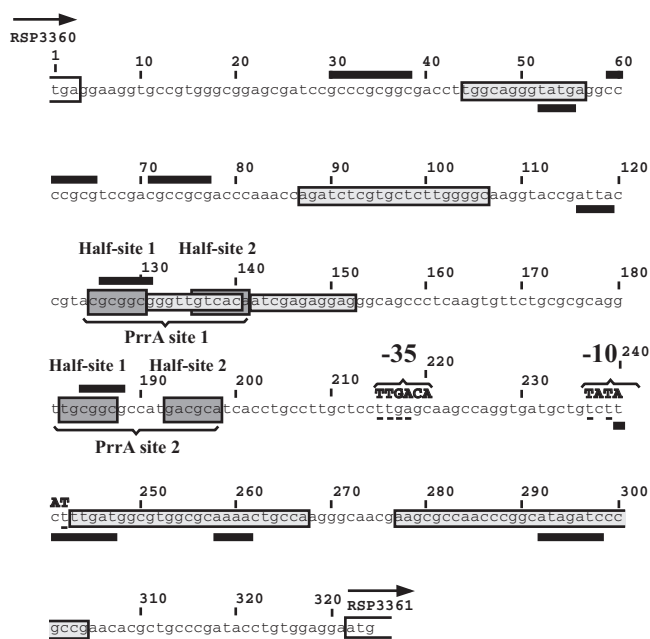 RSP3360
1 10 20 30 40 50 60
tgaggaaggtgccgtgggcggagcgatccgcccgcggcgaccttggcagggtatgaggcc
70 80 90 100 110 120
ccgcgtccgacgccgcgacccaaaccagatctcgtgctcttggggcaaggtaccgattac
Half-site 1 Half-site 2
130 140 150 160 170 180
cgtacgcggcgggttgtcacaatcgagaggagggcagccctcaagtgttctgcgcgcagg
PrrA site 1
Half-site 1 Half-site 2 -35 -10
190 200 210 220 230 240
TTGACA TATA
ttgcggcgccatgacgcatcacctgccttgctccttgagcaagccaggtgatgctgtctt
PrrA site 2
AT 250 260 270 280 290 300
ctttgatggcgtggcgcaaaactgccaagggcaacgaagcgccaacccggcatagatccc
310 320 320 RSP3361
gccgaacacgctgcccgatacctgtggaggaatg